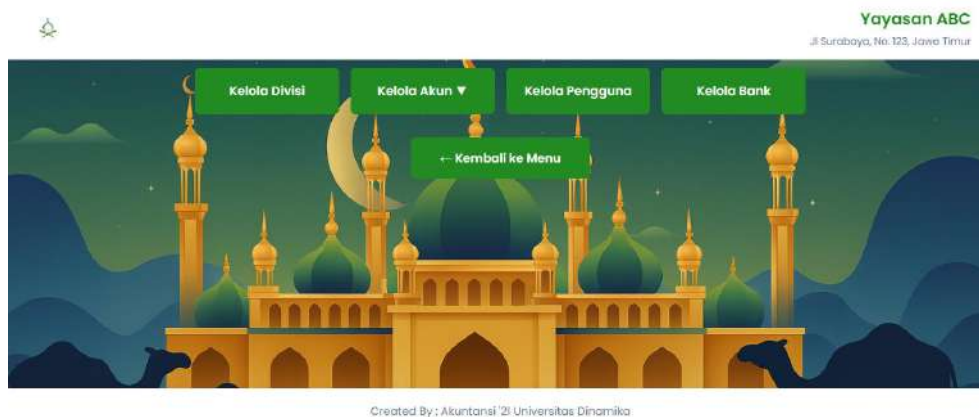 Yayasan ABC
Jl Surabaya, No. 123, Jawa Timur
Kelola Divisi
Kelola Akun ▼
Kelola Pengguna
Kelola Bank
← Kembali ke Menu
Created By : Akuntansi '21 Universitas Dinamika